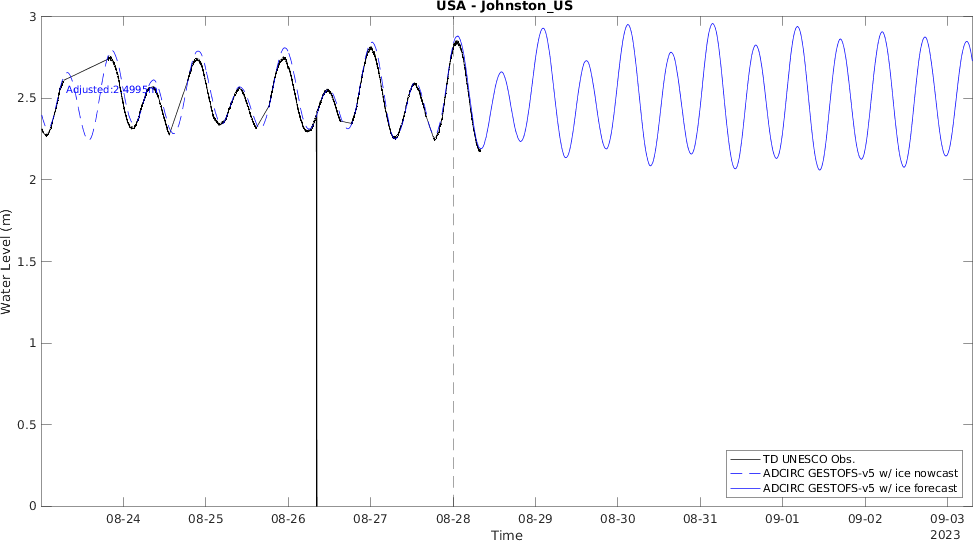 USA - Johnston_US
3
2.5
2
1.5
1
0.5
0
Water Level (m)
Adjusted:2.4995m
TD UNESCO Obs.
ADCIRC GESTOFS-v5 w/ ice nowcast
ADCIRC GESTOFS-v5 w/ ice forecast
08-24 08-25 08-26 08-27 08-28 08-29 08-30 08-31 09-01 09-02 09-03
2023
Time